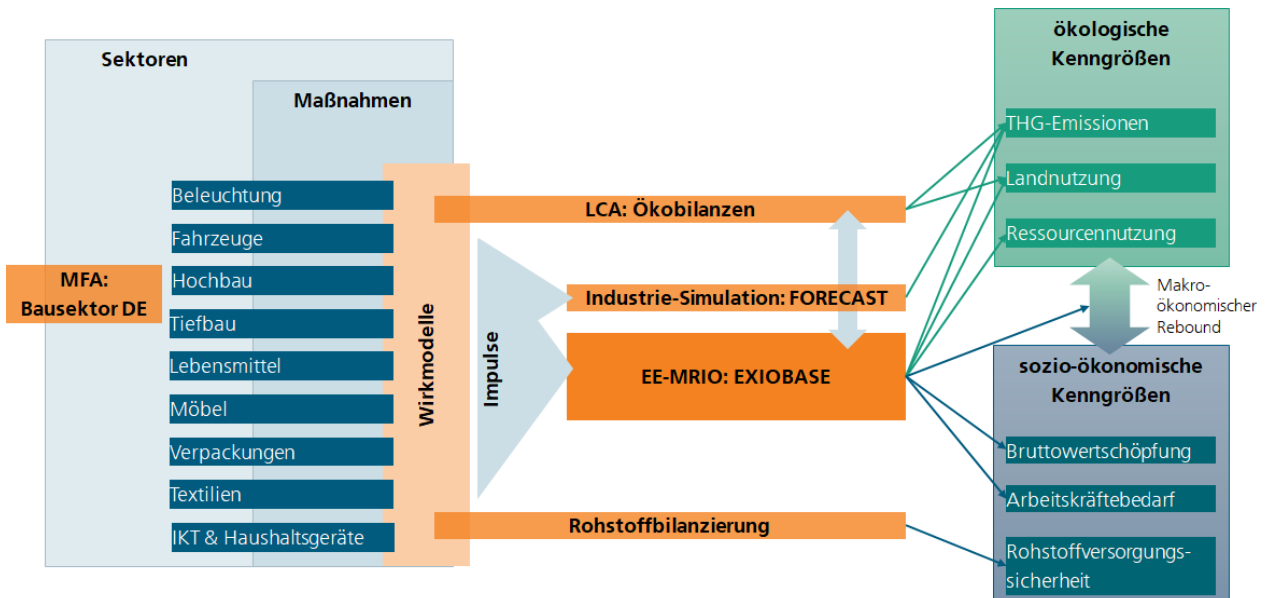 Sektoren
Maßnahmen
Beleuchtung
Fahrzeuge
Hochbau
Tiefbau
Lebensmittel
Möbel
Verpackungen
Textilien
IKT & Haushaltsgeräte
MFA:
Bausektor DE
Wirkmodelle
Impulse
LCA: Ökobilanzen
Industrie-Simulation: FORECAST
EE-MRIO: EXIOBASE
Rohstoffbilanzierung
ökologische
Kenngrößen
THG-Emissionen
Landnutzung
Ressourcennutzung
Makro-
ökonomischer
Rebound
sozio-ökonomische
Kenngrößen
Bruttowertschöpfung
Arbeitskräftebedarf
Rohstoffversorgungs-
sicherheit